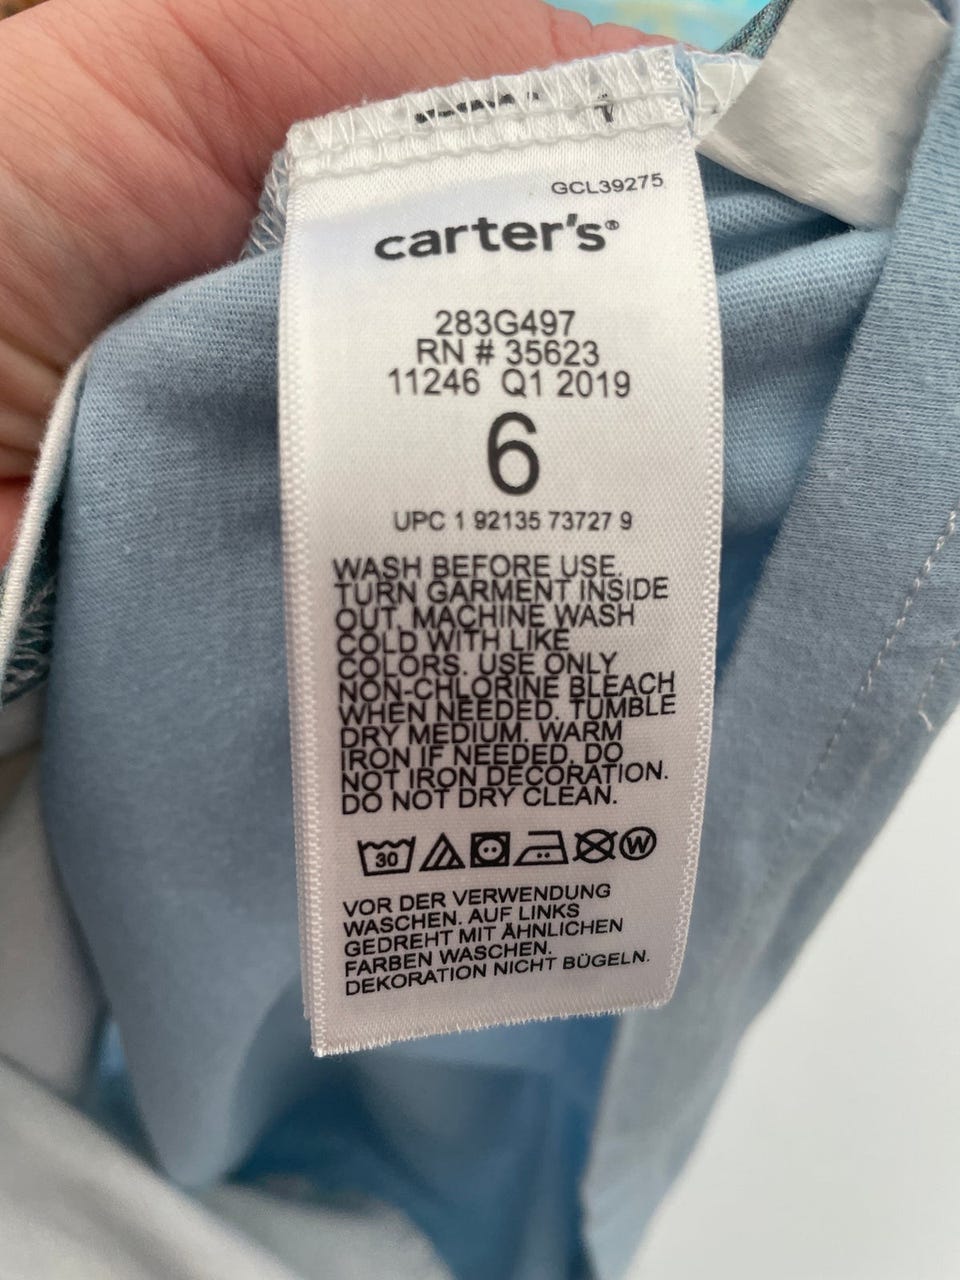 GCL39275
carter's®
283G497
RN # 35623
11246 Q1 2019
6
UPC 1 92135 73727 9
WASH BEFORE USE.
TURN GARMENT INSIDE
OUT. MACHINE WASH
COLD WITH LIKE
COLORS. USE ONLY
NON-CHLORINE BLEACH
WHEN NEEDED. TUMBLE
DRY MEDIUM. WARM
IRON IF NEEDED. DO
NOT IRON DECORATION.
DO NOT DRY CLEAN.
30 W
VOR DER VERWENDUNG
WASCHEN. AUF LINKS
GEDREHT MIT ÄHNLICHEN
FARBEN WASCHEN.
DEKORATION NICHT BÜGELN.